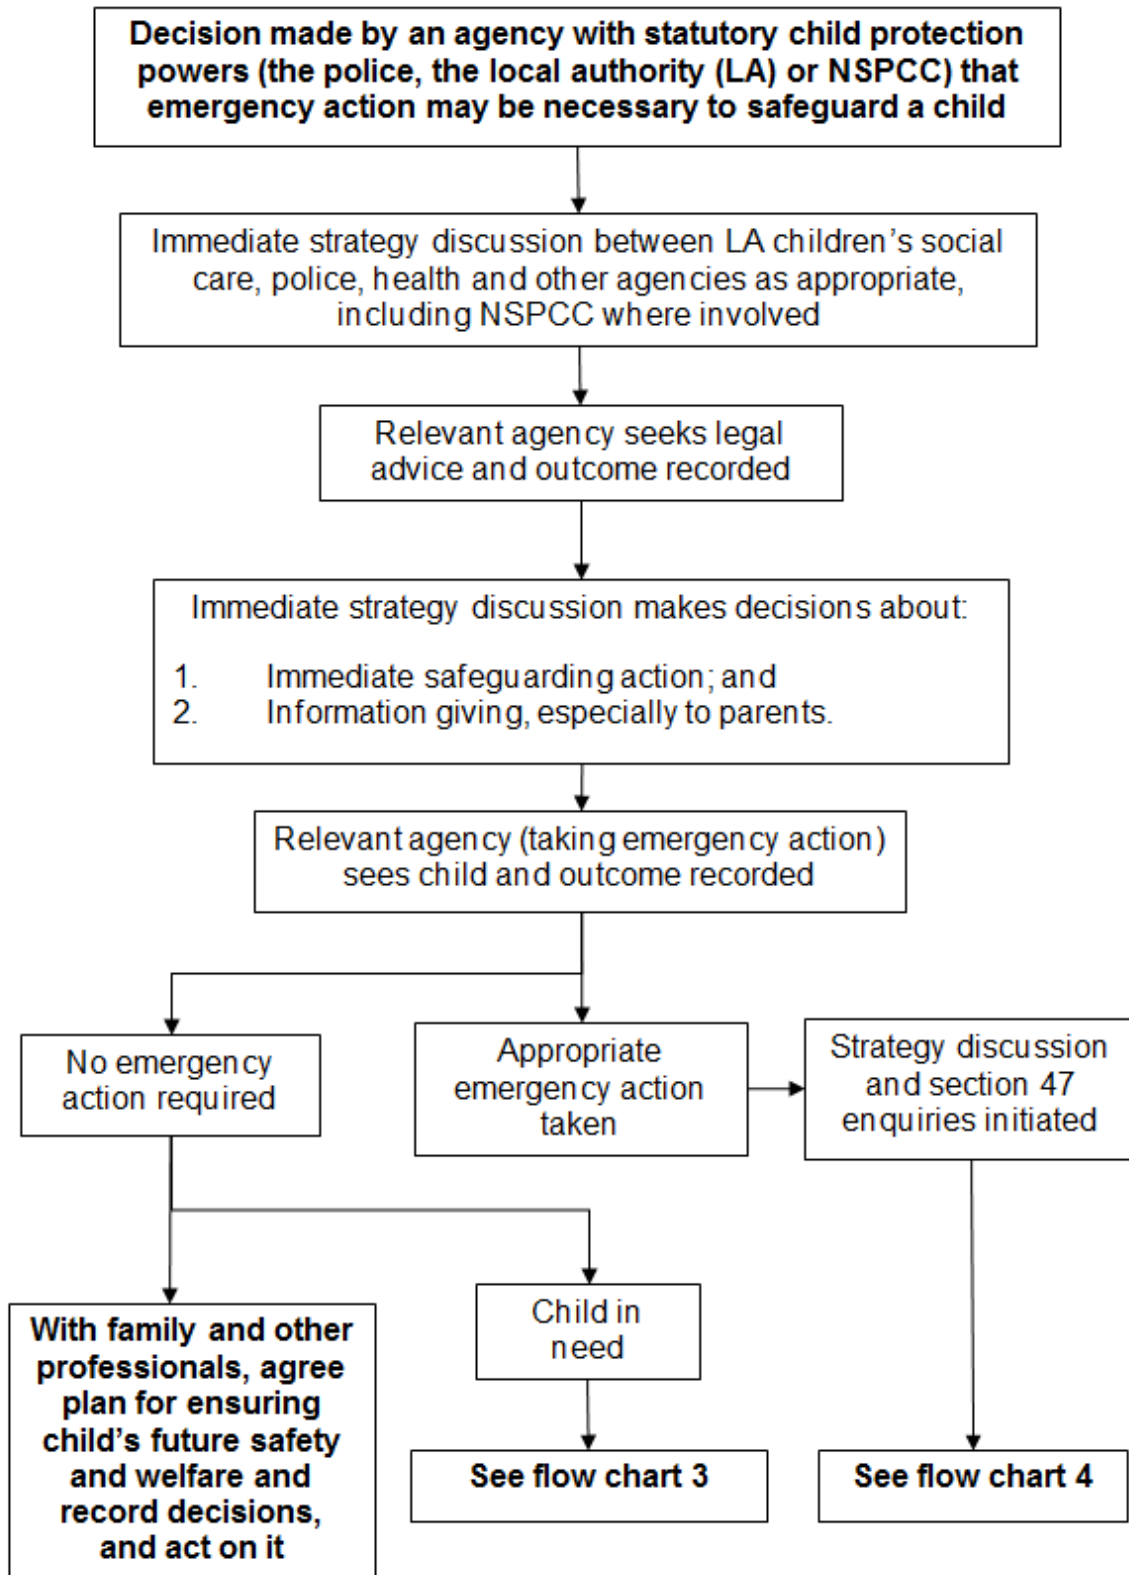 Decision made by an agency with statutory child protection
powers (the police, the local authority (LA) or NSPCC) that
emergency action may be necessary to safeguard a child
Immediate strategy discussion between LA children's social
care, police, health and other agencies as appropriate,
including NSPCC where involved
Relevant agency seeks legal
advice and outcome recorded
Immediate strategy discussion makes decisions about:
1. Immediate safeguarding action; and
2. Information giving, especially to parents.
Relevant agency (taking emergency action)
sees child and outcome recorded
No emergency
action required
Appropriate
emergency action
taken
Strategy discussion
and section 47
enquiries initiated
With family and other
professionals, agree
plan for ensuring
child's future safety
and welfare and
record decisions,
and act on it
Child in
need
See flow chart 3
See flow chart 4